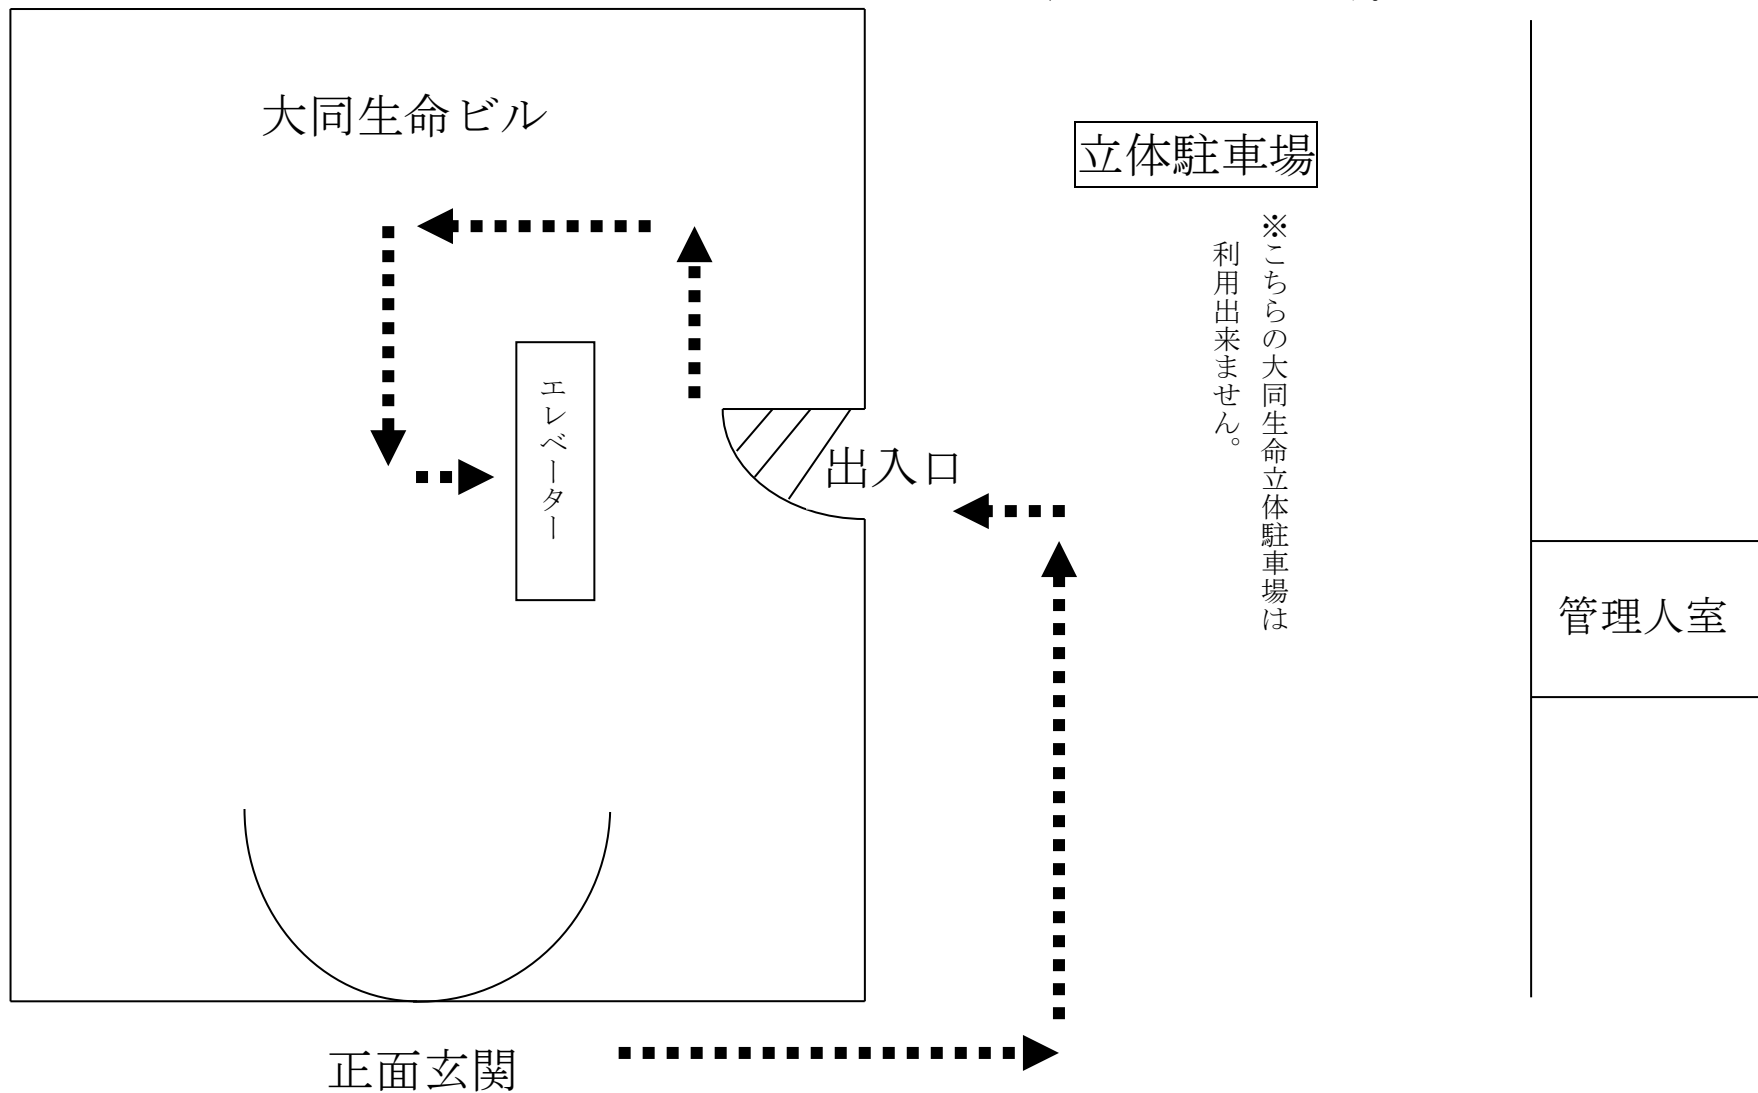 大同生命ビル
立体駐車場
※こちらの大同生命立体駐車場は
利用出来ません。
エレベーター
出入口
管理人室
正面玄関